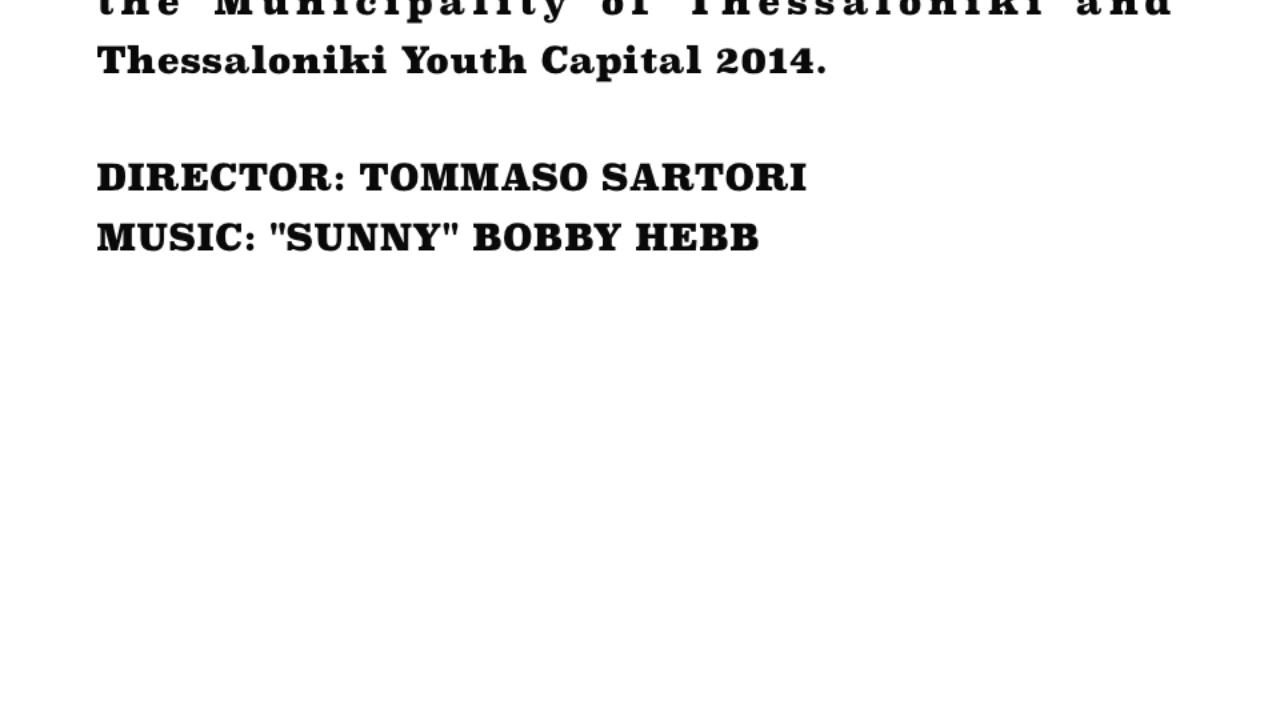 the Municipality of Thessaloniki and
Thessaloniki Youth Capital 2014.
DIRECTOR: TOMMASO SARTORI
MUSIC: "SUNNY" BOBBY HEBB